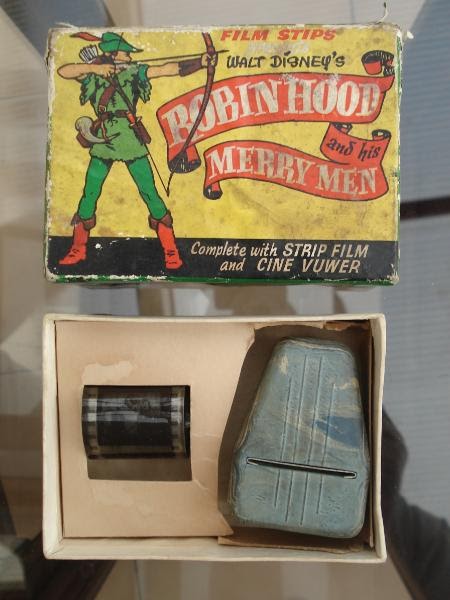 FILM STIPS
WALT DISNEY'S
ROBIN HOOD
and his
MERRY MEN
Complete with STRIP FILM
and CINE VUWER